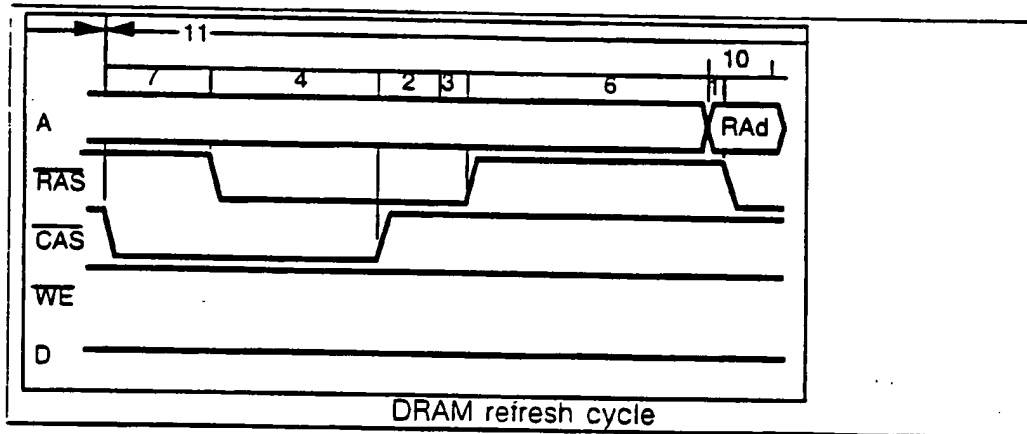 11
10
7 4 2 3 6 1
A RAd
RAS
CAS
WE
D
DRAM refresh cycle